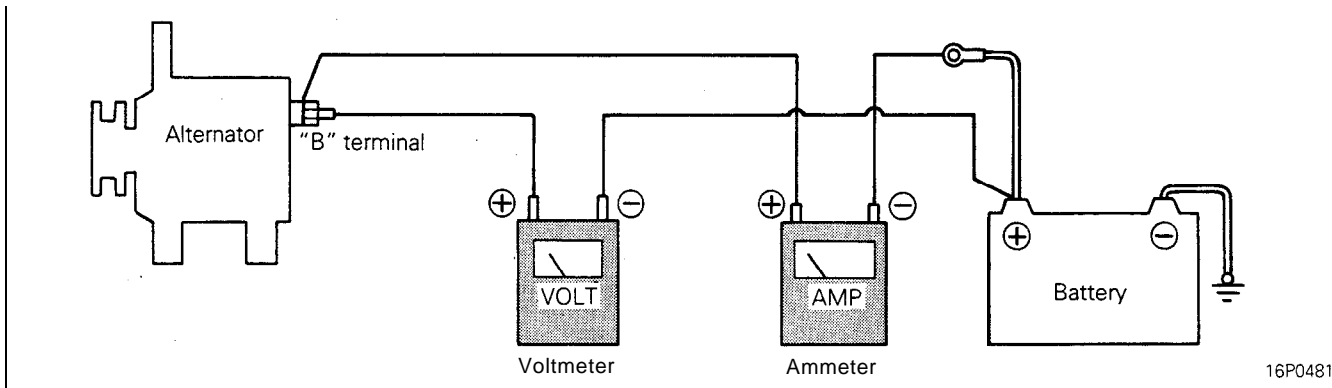 Alternator
"B" terminal
⊕
⊖
⊕
⊖
⊕
⊖
VOLT
AMP
Battery
Voltmeter
Ammeter
16P0481